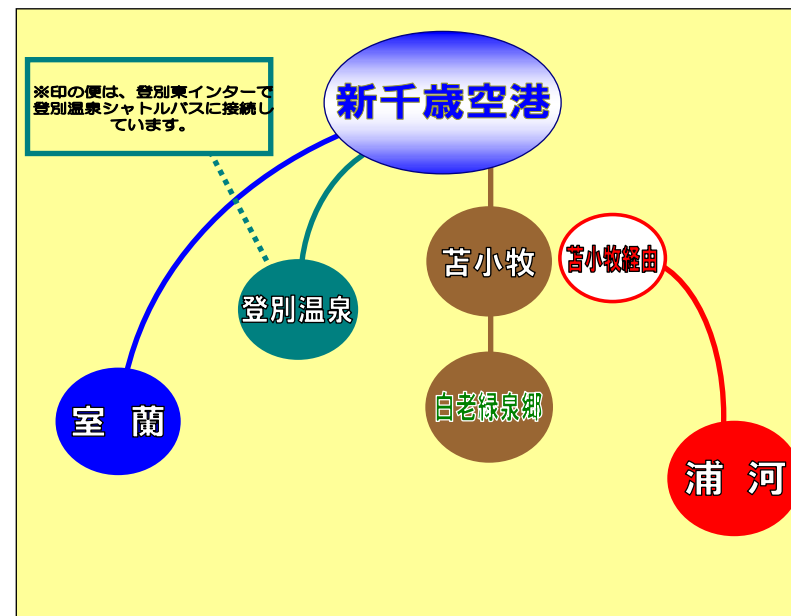 ※印の便は、登別東インターで
登別温泉シャトルバスに接続し
ています。
新千歳空港
苫小牧
苫小牧経由
登別温泉
白老緑泉郷
室 蘭
浦 河